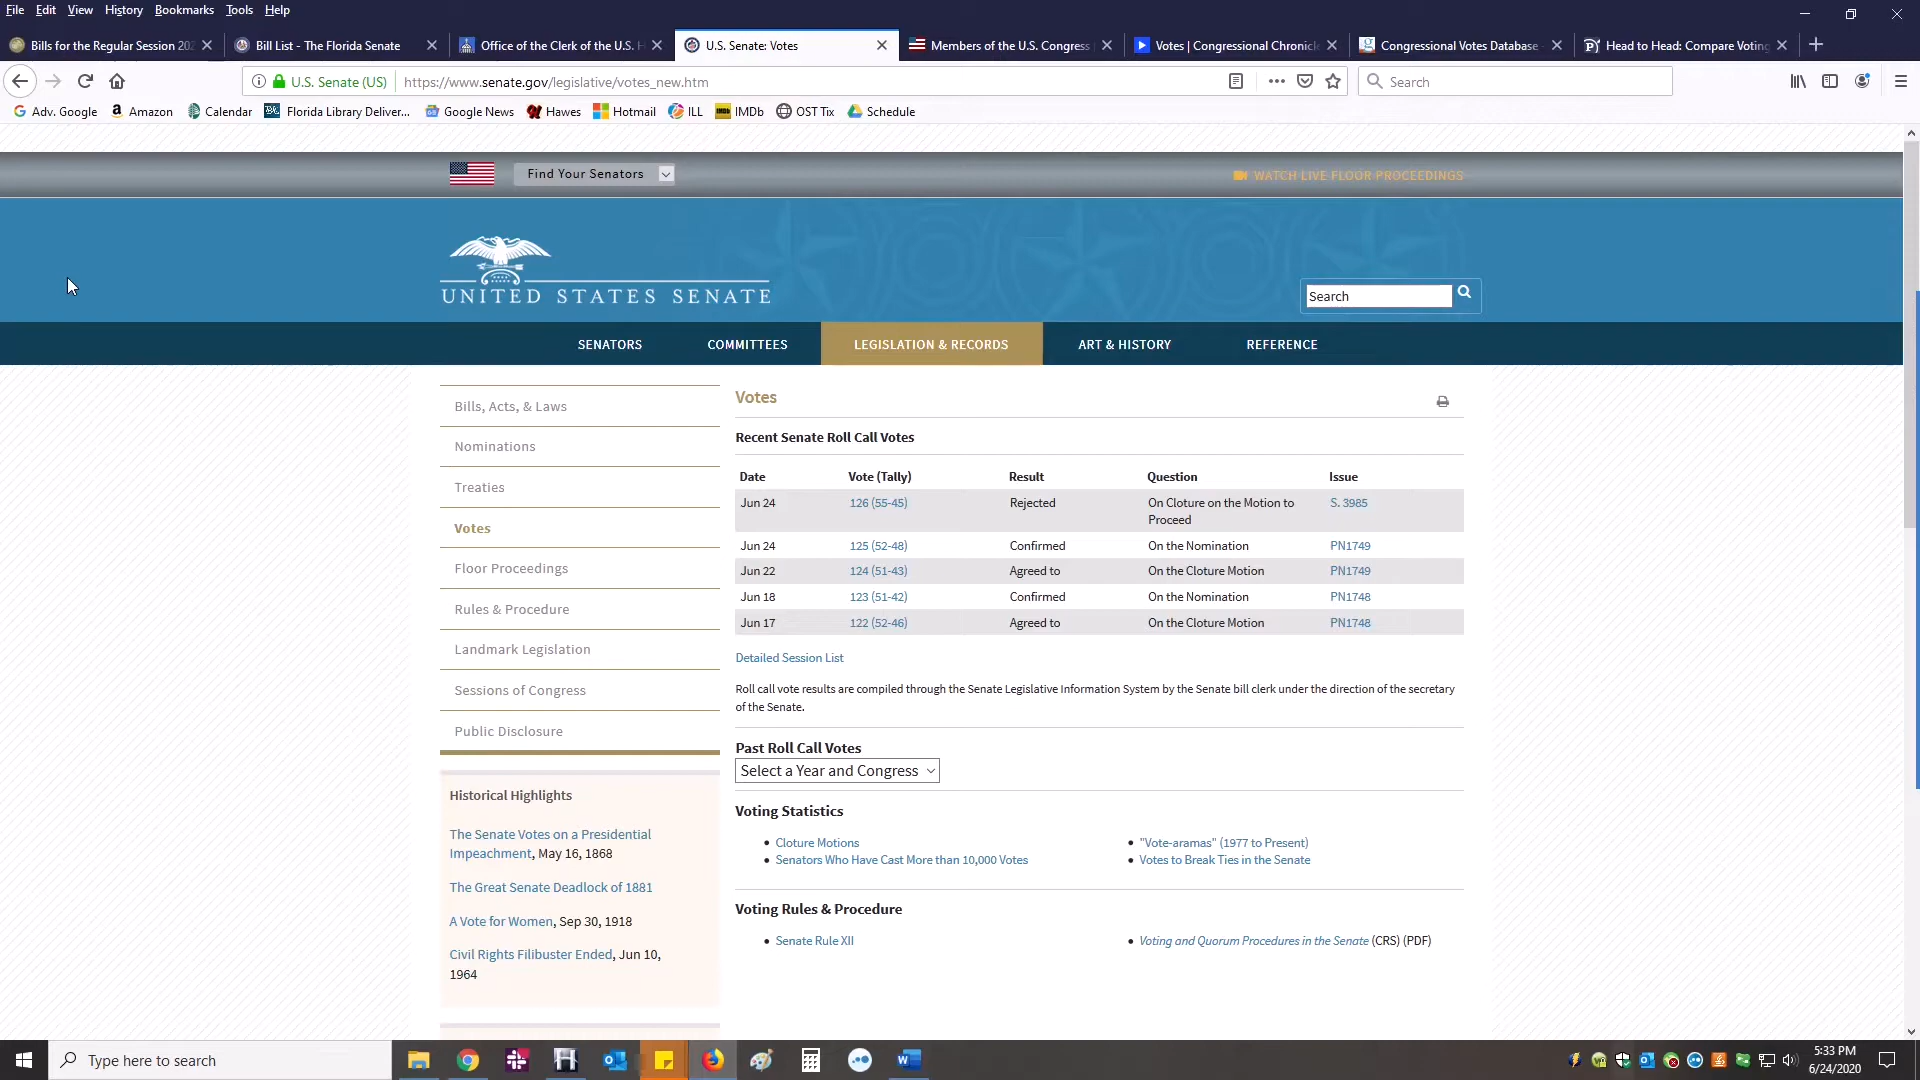 File Edit View History Bookmarks Tools Help
Bills for the Regular Session 202
Bill List - The Florida Senate
Office of the Clerk of the U.S. H
U.S. Senate: Votes
Members of the U.S. Congress
Votes | Congressional Chronicle
Congressional Votes Database
Head to Head: Compare Voting
U.S. Senate (US)
https://www.senate.gov/legislative/votes_new.htm
Search
Adv. Google
Amazon
Calendar
Florida Library Deliver...
Google News
Hawes
Hotmail
ILL
IMDb
OST Tix
Schedule
Find Your Senators
WATCH LIVE FLOOR PROCEEDINGS
UNITED STATES SENATE
Search
SENATORS COMMITTEES LEGISLATION & RECORDS ART & HISTORY REFERENCE
Bills, Acts, & Laws
Nominations
Treaties
Votes
Floor Proceedings
Rules & Procedure
Landmark Legislation
Sessions of Congress
Public Disclosure
Historical Highlights
The Senate Votes on a Presidential
Impeachment, May 16, 1868
The Great Senate Deadlock of 1881
A Vote for Women, Sep 30, 1918
Civil Rights Filibuster Ended, Jun 10,
1964
Votes
Recent Senate Roll Call Votes
Date Vote (Tally) Result Question Issue
Jun 24 126 (55-45) Rejected On Cloture on the Motion to S. 3985
Proceed
Jun 24 125 (52-48) Confirmed On the Nomination PN1749
Jun 22 124 (51-43) Agreed to On the Cloture Motion PN1749
Jun 18 123 (51-42) Confirmed On the Nomination PN1748
Jun 17 122 (52-46) Agreed to On the Cloture Motion PN1748
Detailed Session List
Roll call vote results are compiled through the Senate Legislative Information System by the Senate bill clerk under the direction of the secretary
of the Senate.
Past Roll Call Votes
Select a Year and Congress
Voting Statistics
• Cloture Motions
• Senators Who Have Cast More than 10,000 Votes
• "Vote-aramas" (1977 to Present)
• Votes to Break Ties in the Senate
Voting Rules & Procedure
• Senate Rule XII
• Voting and Quorum Procedures in the Senate (CRS) (PDF)
Type here to search
5:33 PM
6/24/2020